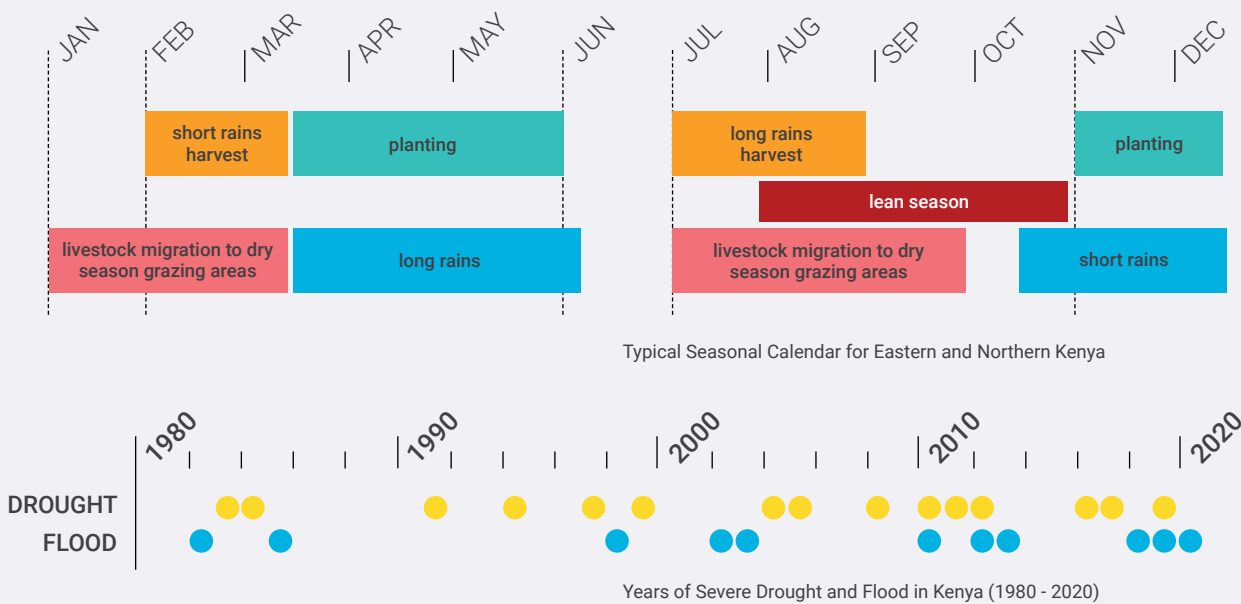 JAN FEB MAR APR MAY JUN JUL AUG SEP OCT NOV DEC
short rains
harvest
planting
long rains
harvest
planting
lean season
livestock migration to dry
season grazing areas
long rains
livestock migration to dry
season grazing areas
short rains
Typical Seasonal Calendar for Eastern and Northern Kenya
1980 1990 2000 2010 2020
DROUGHT
FLOOD
Years of Severe Drought and Flood in Kenya (1980 - 2020)